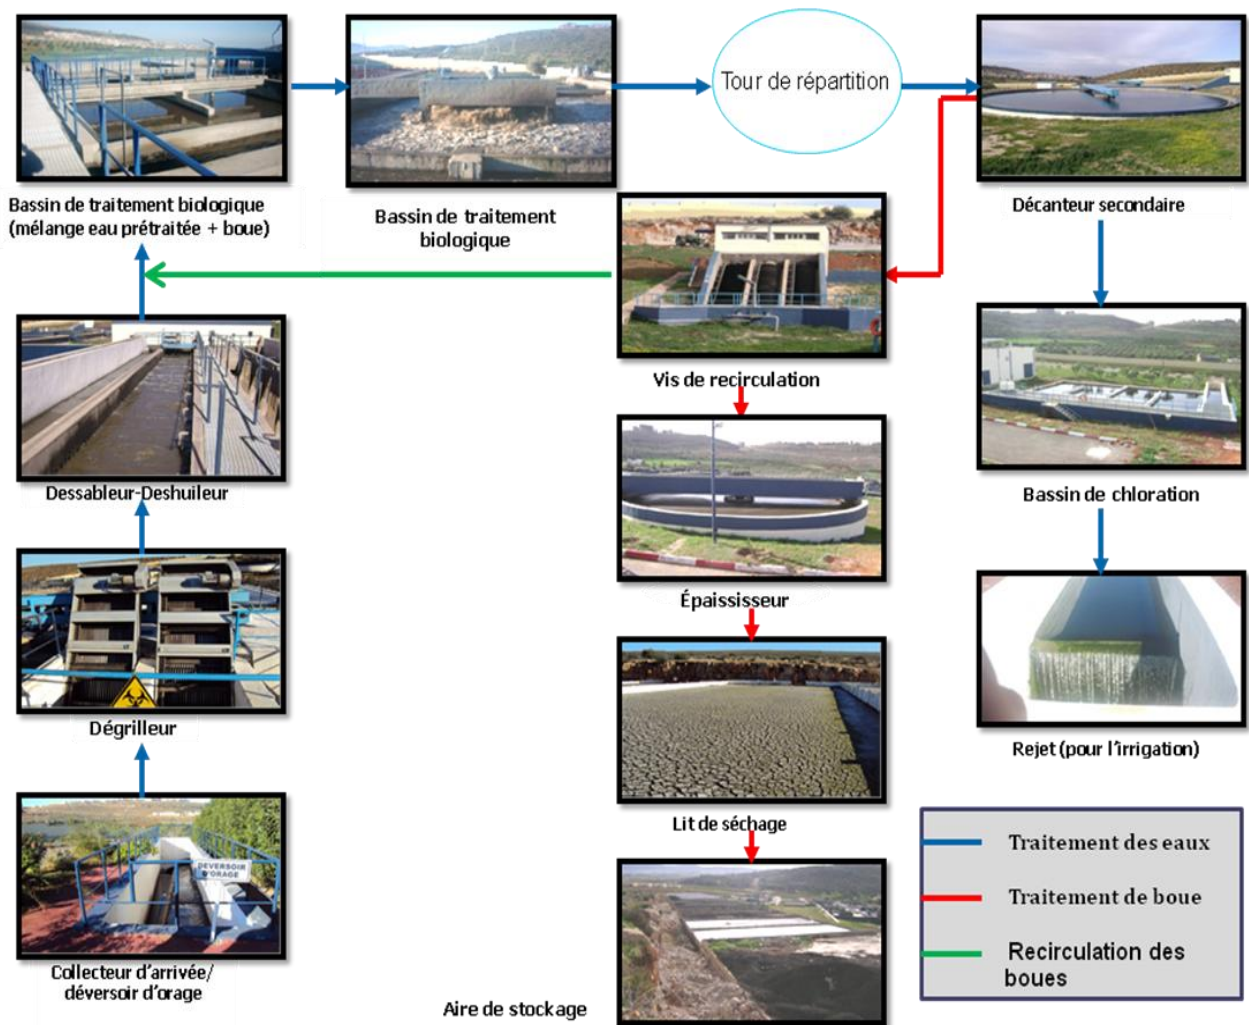 Tour de répartition
Bassin de traitement biologique
(mélange eau prétraitée + boue)
Bassin de traitement
biologique
Décanteur secondaire
Vis de recirculation
Dessableur-Deshuileur
Épaississeur
Bassin de chloration
Dégrilleur
Lit de séchage
Rejet (pour l'irrigation)
DEVERSOIR
D'ORAGE
Collecteur d'arrivée/
déversoir d'orage
Aire de stockage
Traitement des eaux
Traitement de boue
Recirculation des
boues